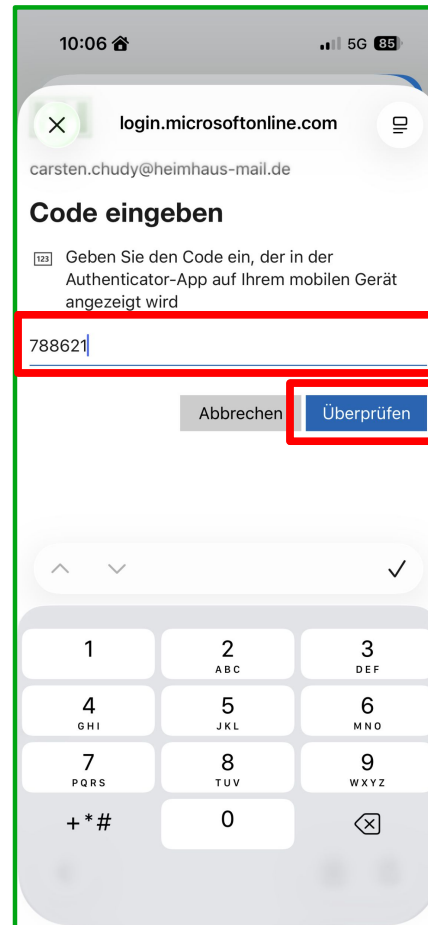 10:06
5G 85
login.microsoftonline.com
carsten.chudy@heimhaus-mail.de
Code eingeben
123 Geben Sie den Code ein, der in der
Authenticator-App auf Ihrem mobilen Gerät
angezeigt wird
788621
Abbrechen Überprüfen
1 2 3
ABC DEF
4 5 6
GHI JKL MNO
7 8 9
PQRS TUV WXYZ
+*# 0